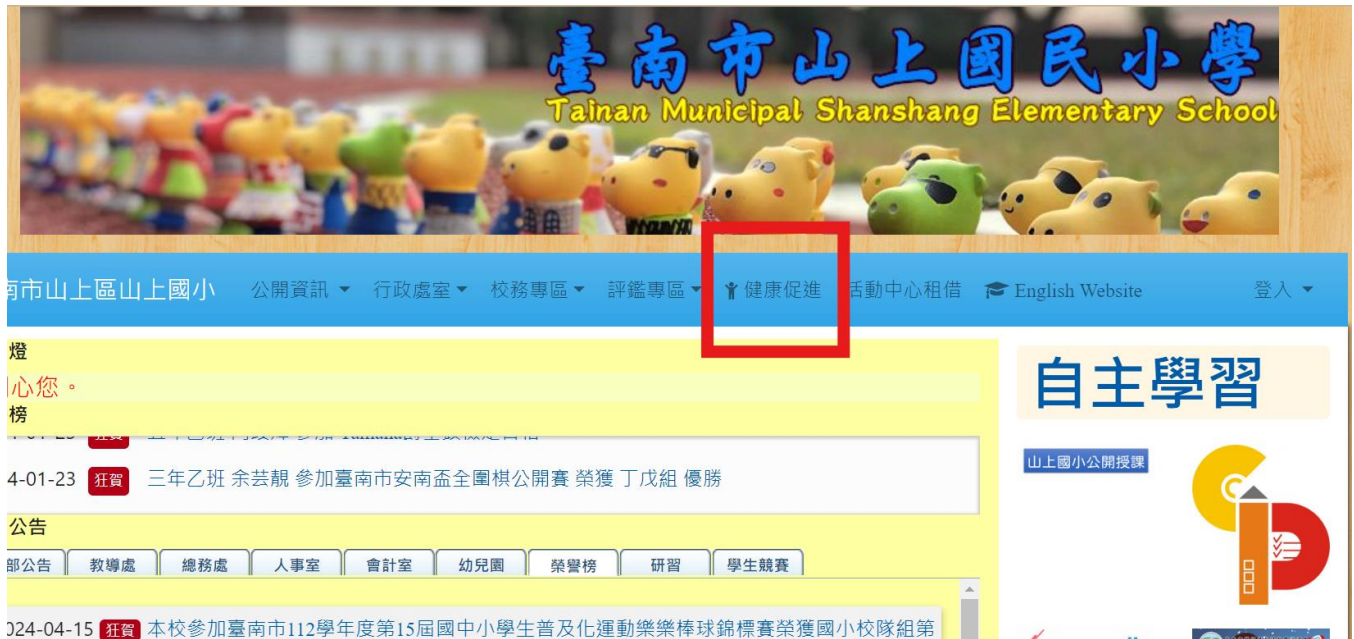 臺南市山上國民小學
Tainan Municipal Shanshang Elementary School
南市山上區山上國小 公開資訊 行政處室 校務專區 評鑑專區 健康促進 活動中心租借 English Website 登入
燈
心您。
榜
4-01-23 狂賀 三年乙班 余芸靚 參加臺南市安南盃全圍棋公開賽 榮獲 丁戊組 優勝
公告
部公告 教導處 總務處 人事室 會計室 幼兒園 榮譽榜 研習 學生競賽
024-04-15 狂賀 本校參加臺南市112學年度第15屆國中小學生普及化運動樂樂棒球錦標賽榮獲國小校隊組第
自主學習
山上國小公開授課